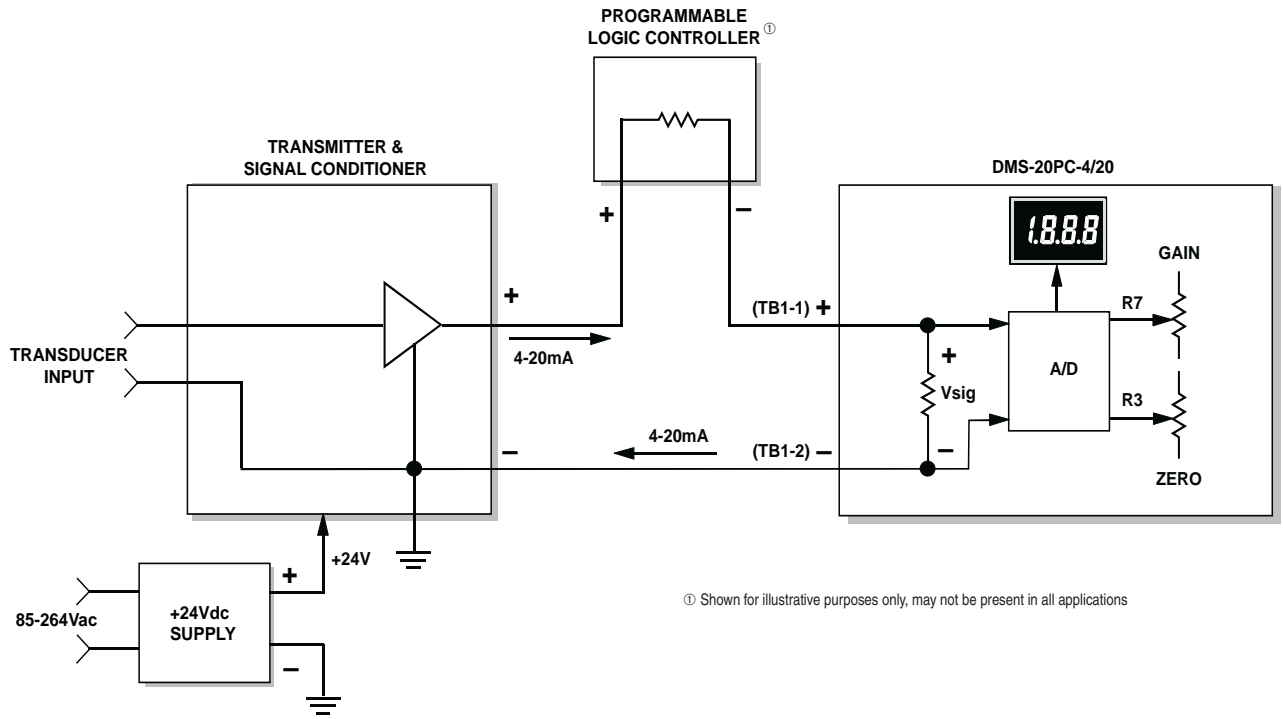 PROGRAMMABLE
LOGIC CONTROLLER ①
TRANSMITTER &
SIGNAL CONDITIONER
DMS-20PC-4/20
+
−
1.8.8.8
GAIN
+
(TB1-1) +
R7
4-20mA
TRANSDUCER
INPUT
+
Vsig
A/D
R3
4-20mA
−
(TB1-2) −
−
ZERO
+24V
+
85-264Vac
+24Vdc
SUPPLY
−
① Shown for illustrative purposes only, may not be present in all applications